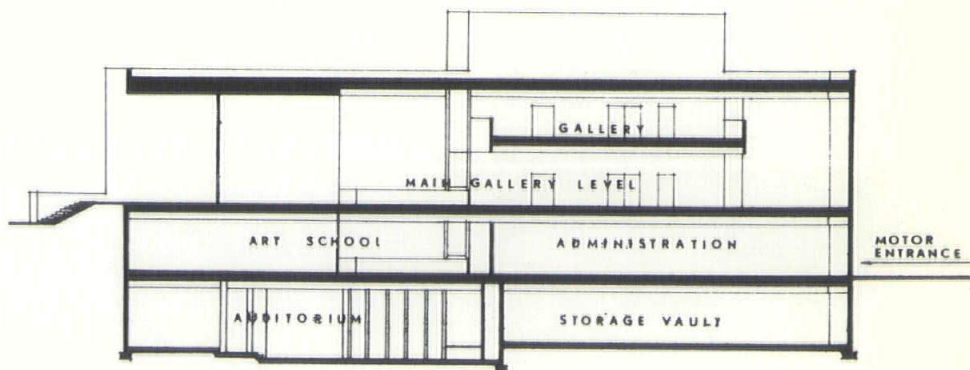 GALLERY
MAIN GALLERY LEVEL
ART SCHOOL
ADMINISTRATION
MOTOR
ENTRANCE
AUDITORIUM
STORAGE VAULT